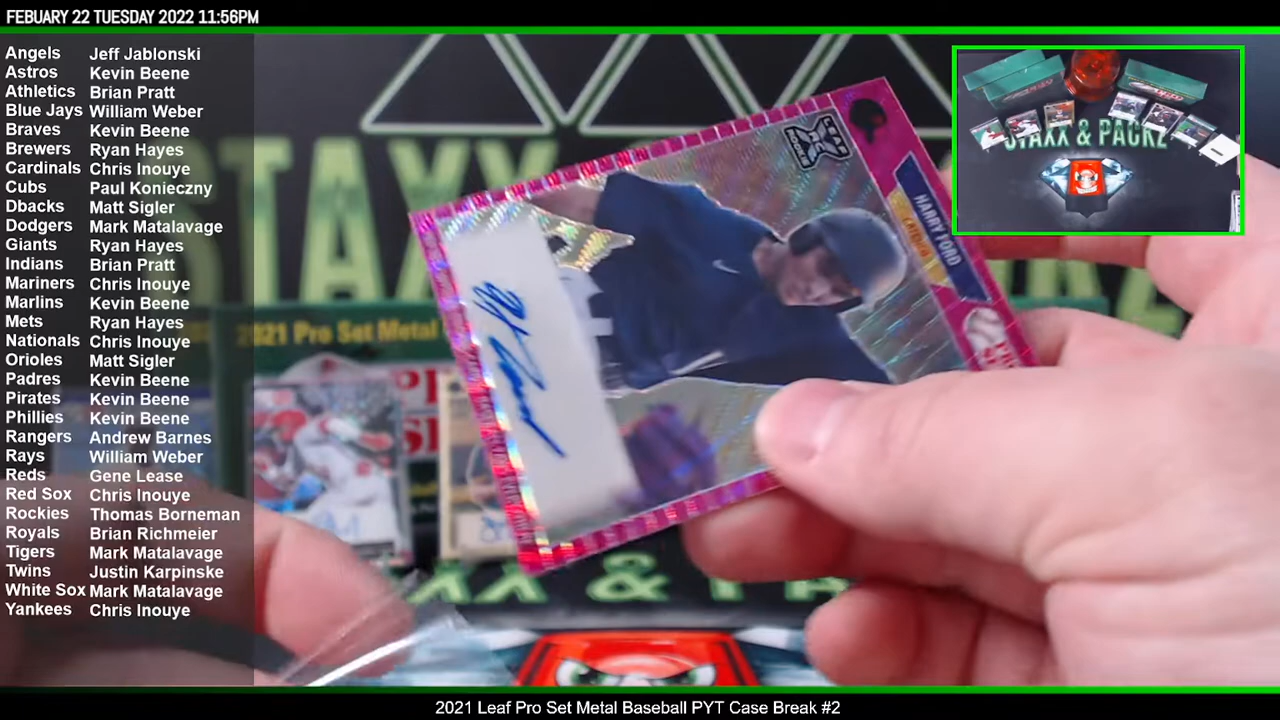 FEBUARY 22 TUESDAY 2022 11:56PM
Angels Jeff Jablonski
Astros Kevin Beene
Athletics Brian Pratt
Blue Jays William Weber
Braves Kevin Beene
Brewers Ryan Hayes
Cardinals Chris Inouye
Cubs Paul Konieczny
Dbacks Matt Sigler
Dodgers Mark Matalavage
Giants Ryan Hayes
Indians Brian Pratt
Mariners Chris Inouye
Marlins Kevin Beene
Mets Ryan Hayes
Nationals Chris Inouye
Orioles Matt Sigler
Padres Kevin Beene
Pirates Kevin Beene
Phillies Kevin Beene
Rangers Andrew Barnes
Rays William Weber
Reds Gene Lease
Red Sox Chris Inouye
Rockies Thomas Borneman
Royals Brian Richmeier
Tigers Mark Matalavage
Twins Justin Karpinske
White Sox Mark Matalavage
Yankees Chris Inouye
STAXX
2021 Pro Set Metal
HARRY FORD
CATCHER
STAXX & PACKZ
2021 Leaf Pro Set Metal Baseball PYT Case Break #2